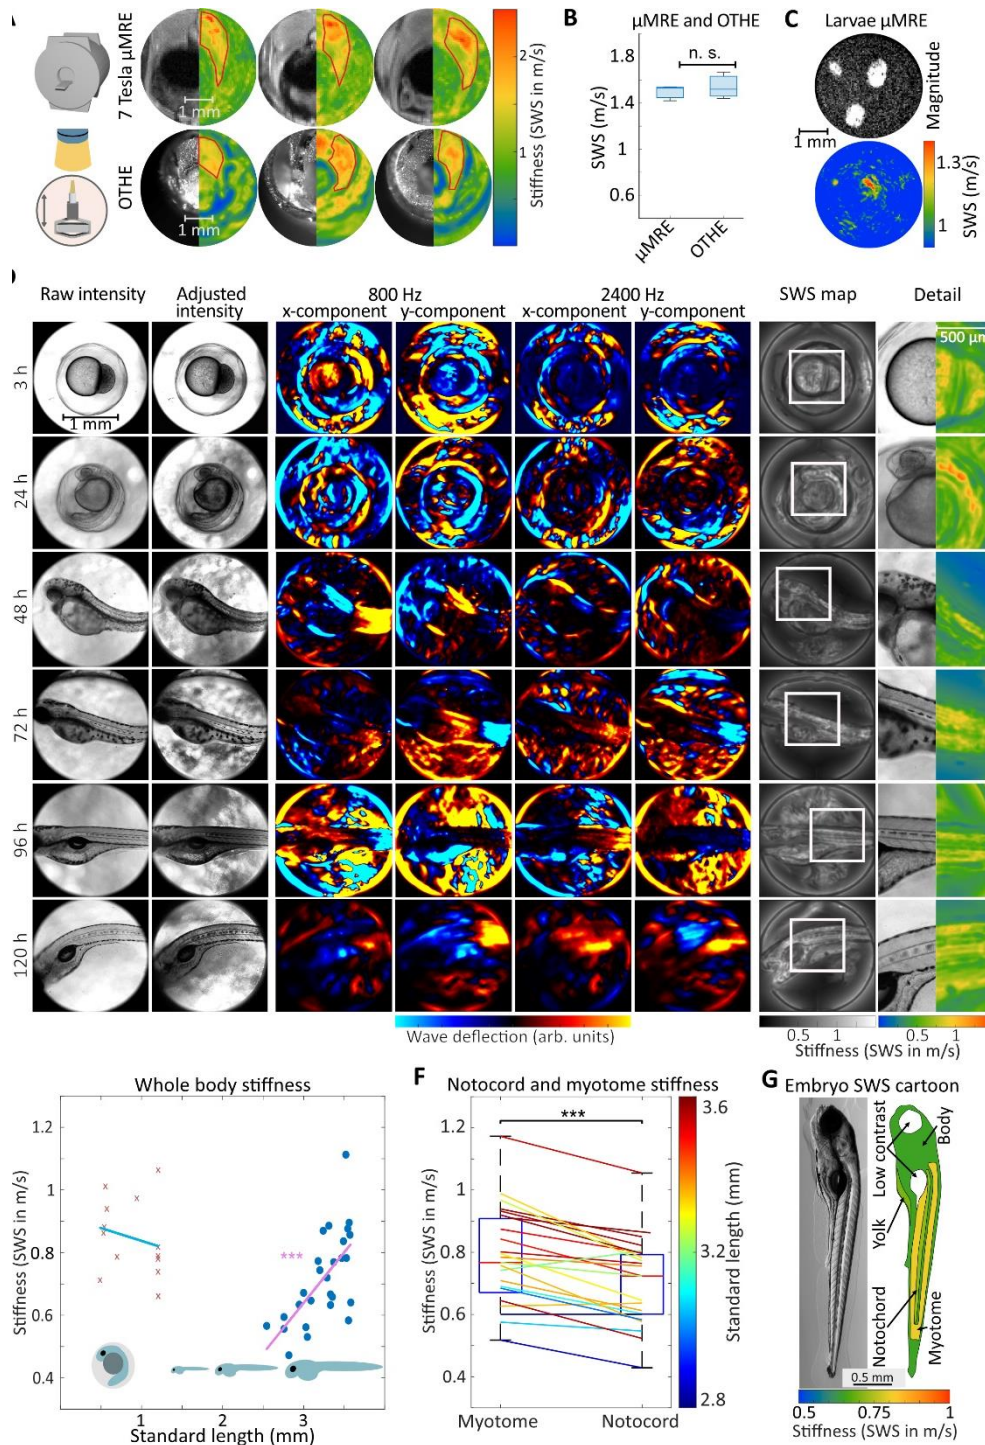 7 Tesla μMRE
1 mm
OTHE
1 mm
2
1
Stiffness (SWS in m/s)
B
μMRE and OTHE
n. s.
SWS (m/s)
1.8
1.4
1
0.6
μMRE
OTHE
C
Larvae μMRE
Magnitude
1 mm
1.3
1
SWS (m/s)
Raw intensity
Adjusted intensity
800 Hz
x-component
y-component
2400 Hz
x-component
y-component
SWS map
Detail
3 h
1 mm
500 μm
24 h
48 h
72 h
96 h
120 h
Wave deflection (arb. units)
0.5 1
0.5 1
Stiffness (SWS in m/s)
Whole body stiffness
Stiffness (SWS in m/s)
1.2
1
0.8
0.6
0.4
***
1 2 3
Standard length (mm)
F
Notocord and myotome stiffness
***
1.2
1
0.8
0.6
0.4
Myotome
Notocord
3.6
3.2
2.8
Standard length (mm)
G
Embryo SWS cartoon
Low contrast
Body
Yolk
Notochord
Myotome
0.5 mm
0.5 0.75 1
Stiffness (SWS in m/s)